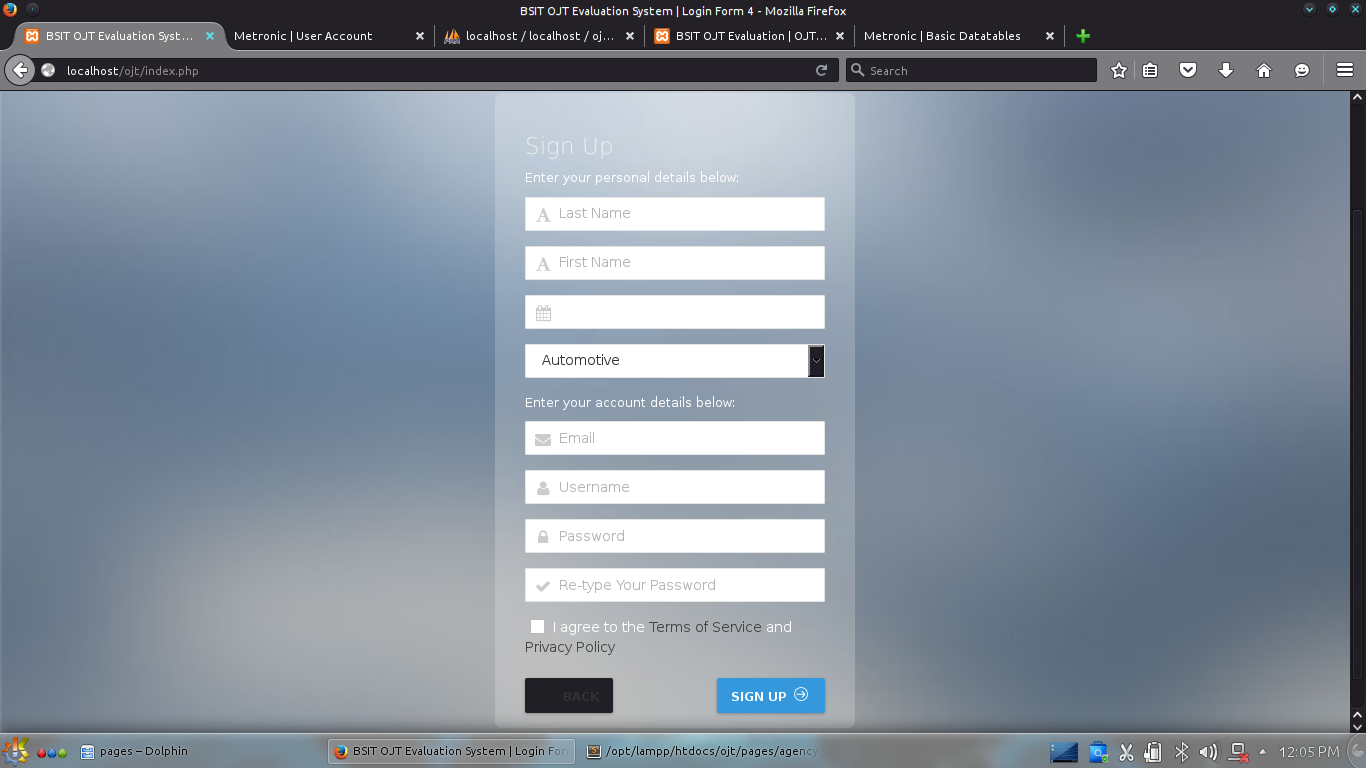 BSIT OJT Evaluation System | Login Form 4 - Mozilla Firefox
BSIT OJT Evaluation Syst... Metronic | User Account localhost / localhost / oj... BSIT OJT Evaluation | OJT... Metronic | Basic Datatables
localhost/ojt/index.php Search
Sign Up
Enter your personal details below:
Last Name
First Name
Automotive
Enter your account details below:
Email
Username
Password
Re-type Your Password
I agree to the Terms of Service and
Privacy Policy
BACK SIGN UP
pages – Dolphin BSIT OJT Evaluation System | Login For /opt/lampp/htdocs/ojt/pages/agency 12:05 PM